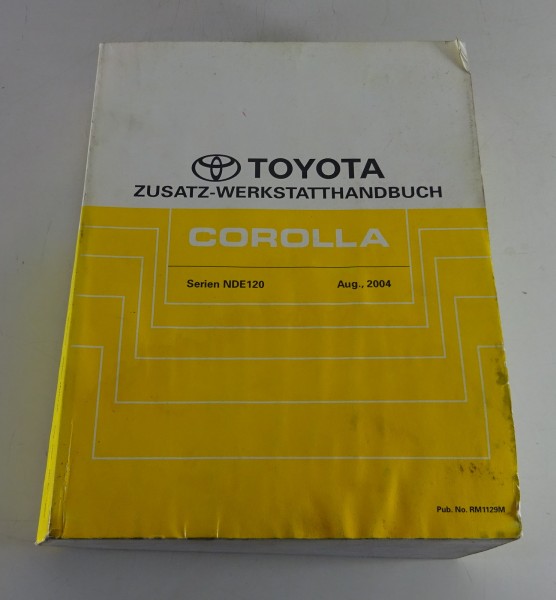 TOYOTA
ZUSATZ-WERKSTATTHANDBUCH
COROLLA
Serien NDE120 Aug., 2004
Pub. No. RM1129M